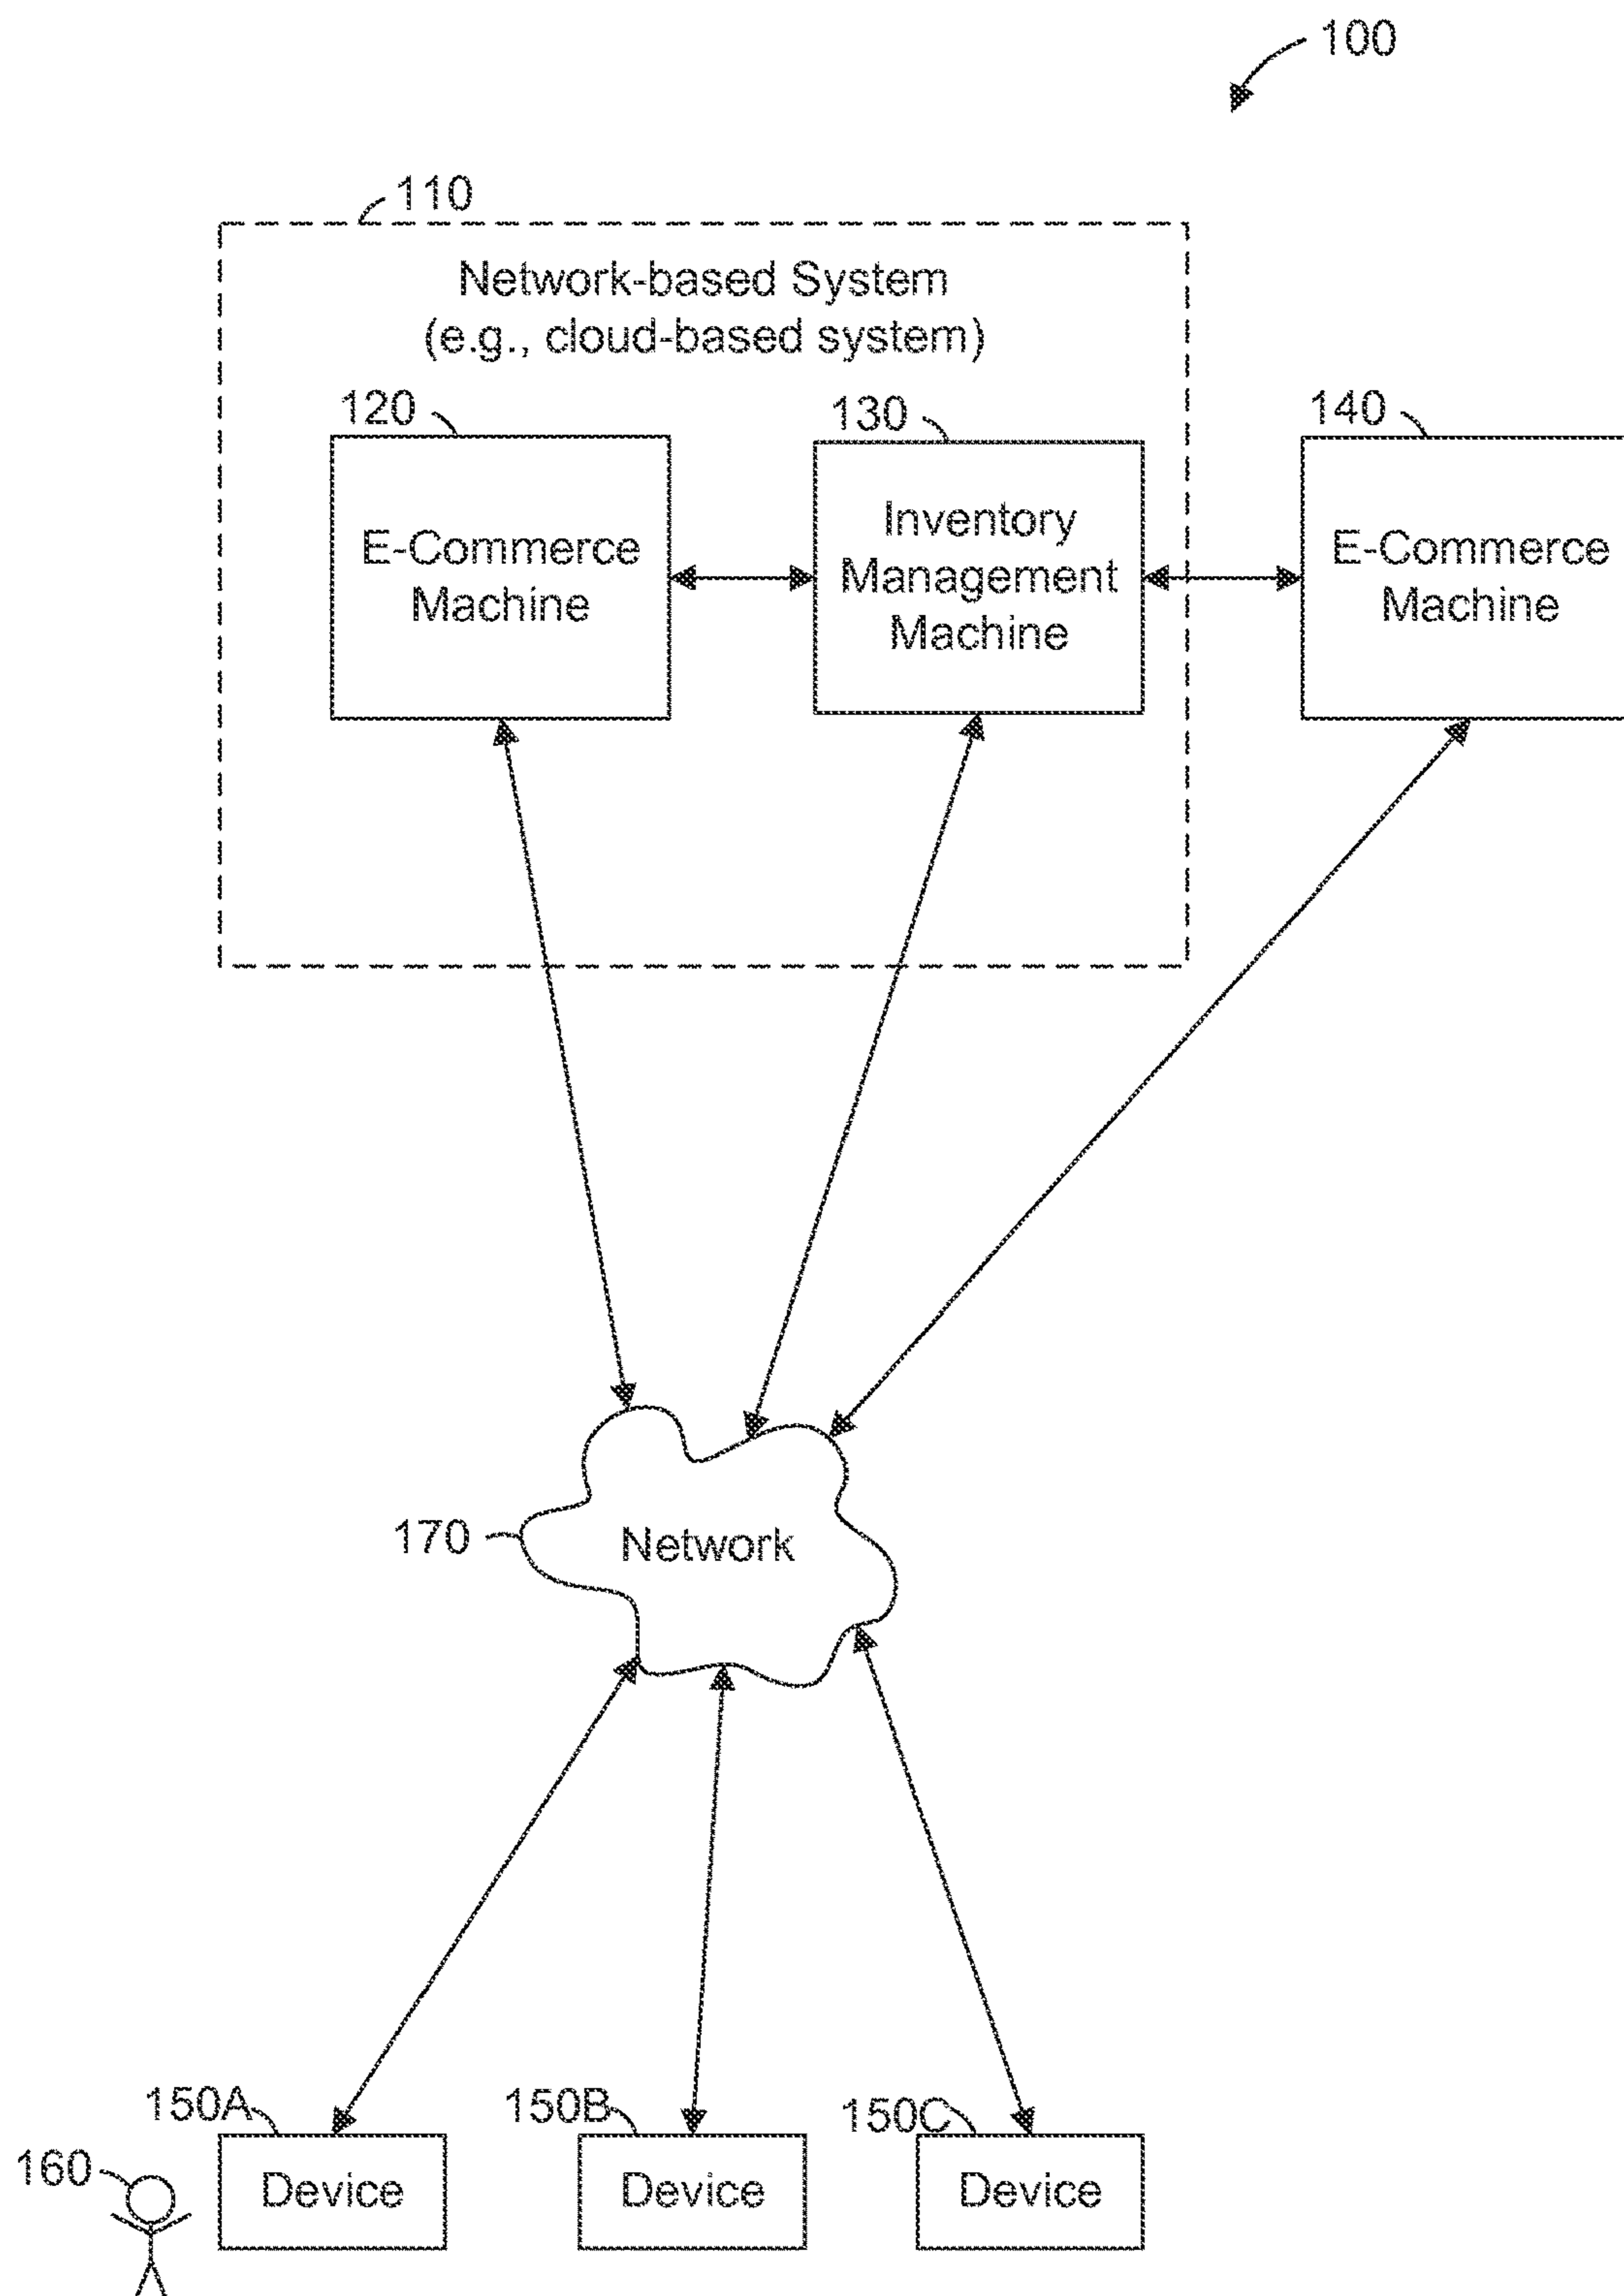 100
110
Network-based System
(e.g., cloud-based system)
120
130
140
E-Commerce
Machine
Inventory
Management
Machine
E-Commerce
Machine
170
Network
150A
150B
150C
160
Device
Device
Device